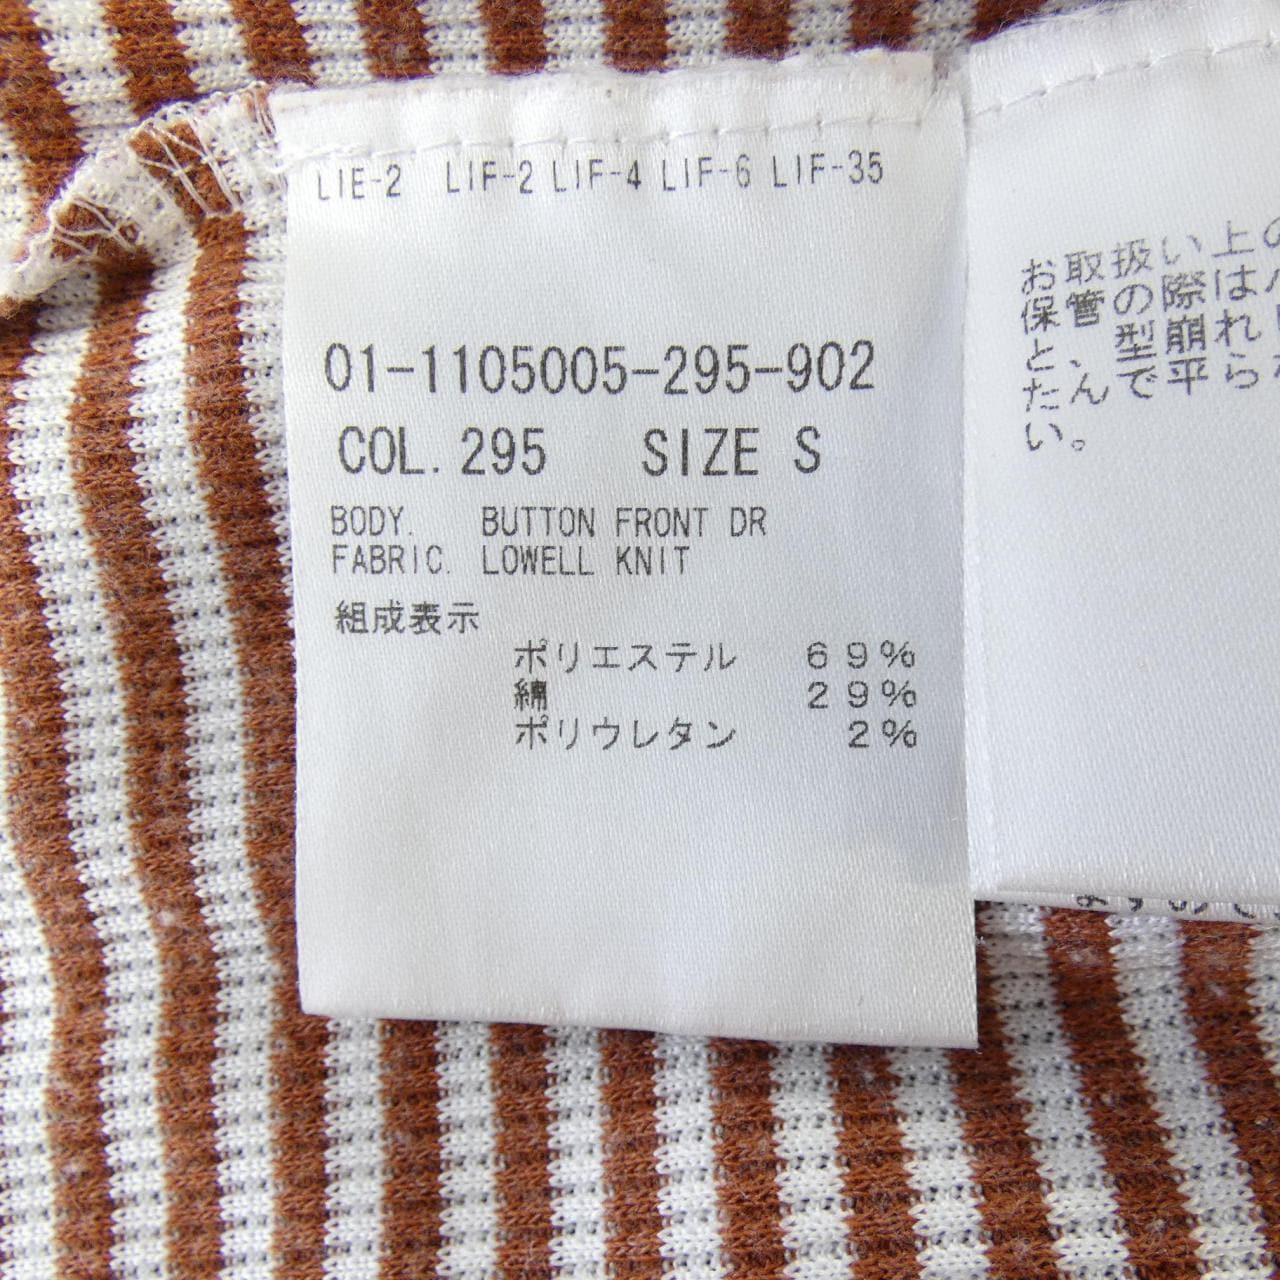 LIE-2 LIF-2 LIF-4 LIF-6 LIF-35
01-1105005-295-902
COL. 295 SIZE S
BODY. BUTTON FRONT DR
FABRIC. LOWELL KNIT
組成表示
ポリエステル 69%
綿 29%
ポリウレタン 2%
上はれら
い際崩平
扱の型で
取管、ん。
お保とたい